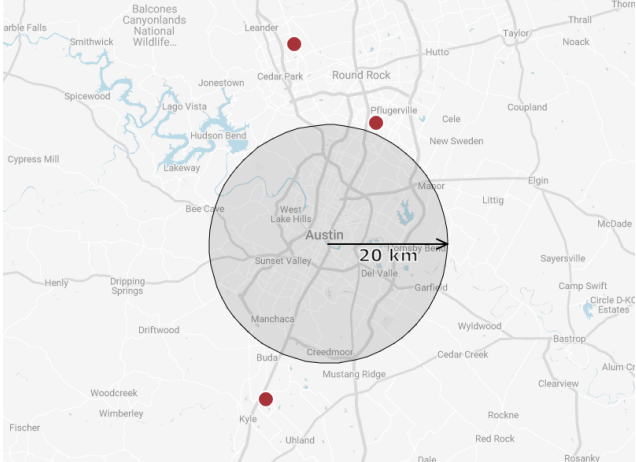 Balcones
Canyonlands
National
Wildlife...
Leander
Thrall
Taylor
Noack
Smithwick
Hutto
Cedar Park
Round Rock
Jonestown
Spicewood
Lago Vista
Coupland
Pflugerville
Cele
Hudson Bend
New Sweden
Cypress Mill
Lakeway
Elgin
Manor
Littig
Bee Cave
West
Lake Hills
McDade
Austin
20 km
Sunset Valley
Sayersville
Del Valle
Henly
Dripping
Springs
Garfield
Camp Swift
Circle D-KC
Estates
Manchaca
Wyldwood
Driftwood
Bastrop
Buda
Creedmoor
Cedar Creek
Mustang Ridge
Alum Cr
Clearview
Woodcreek
Wimberley
Kyle
Rockne
Fischer
Uhland
Red Rock
Dale
Rosanky